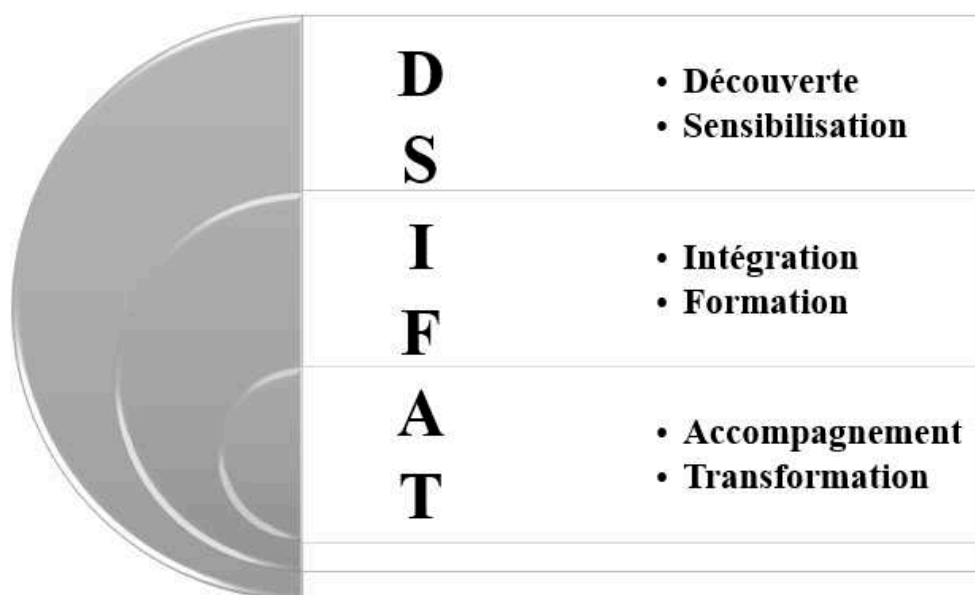 D
• Découverte
• Sensibilisation
S
I
• Intégration
• Formation
F
A
• Accompagnement
• Transformation
T